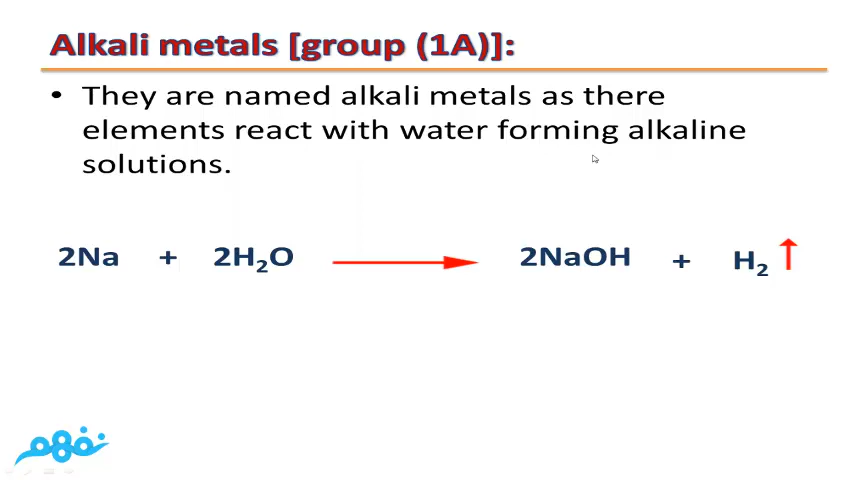 Alkali metals [group (1A)]:
• They are named alkali metals as there
elements react with water forming alkaline
solutions.
2Na + 2H₂O → 2NaOH + H₂ ↑
نفهم